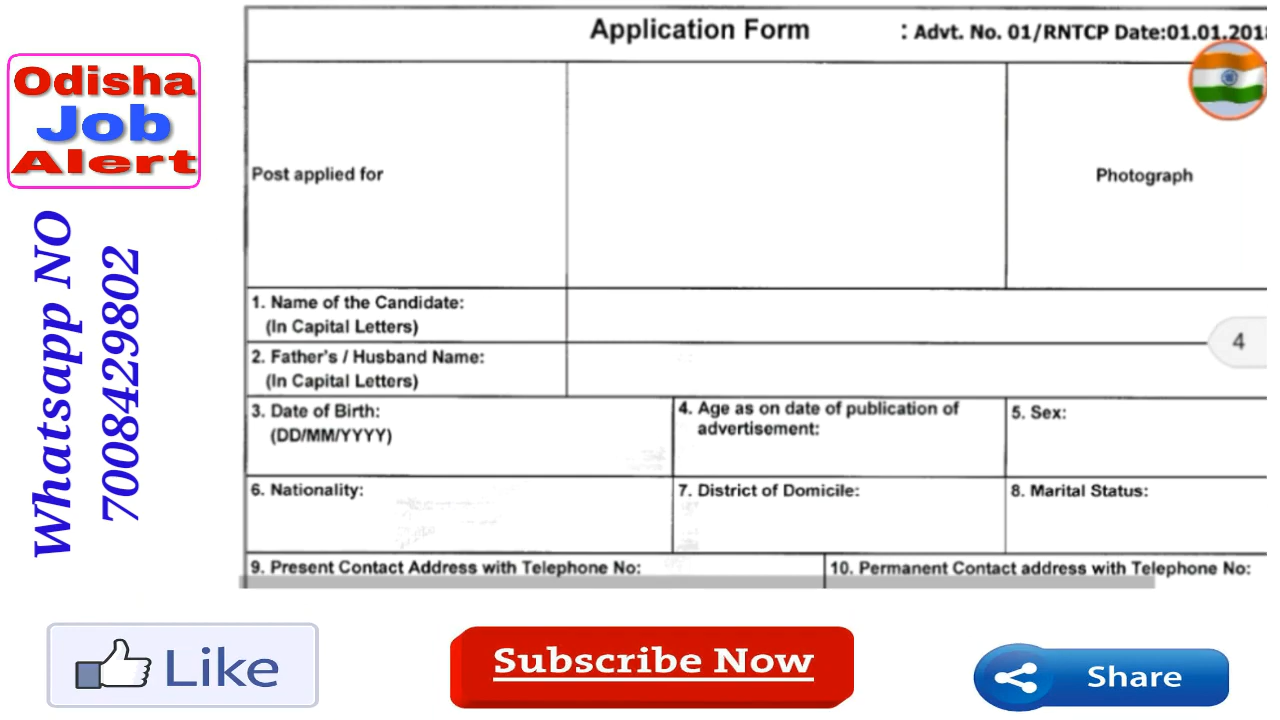 Application Form : Advt. No. 01/RNTCP Date:01.01.2018
Odisha
Job
Alert
Whatsapp NO
7008429802
Post applied for
Photograph
1. Name of the Candidate:
(In Capital Letters)
4
2. Father's / Husband Name:
(In Capital Letters)
3. Date of Birth:
(DD/MM/YYYY)
4. Age as on date of publication of
advertisement:
5. Sex:
6. Nationality:
7. District of Domicile:
8. Marital Status:
9. Present Contact Address with Telephone No:
10. Permanent Contact address with Telephone No:
Like
Subscribe Now
Share